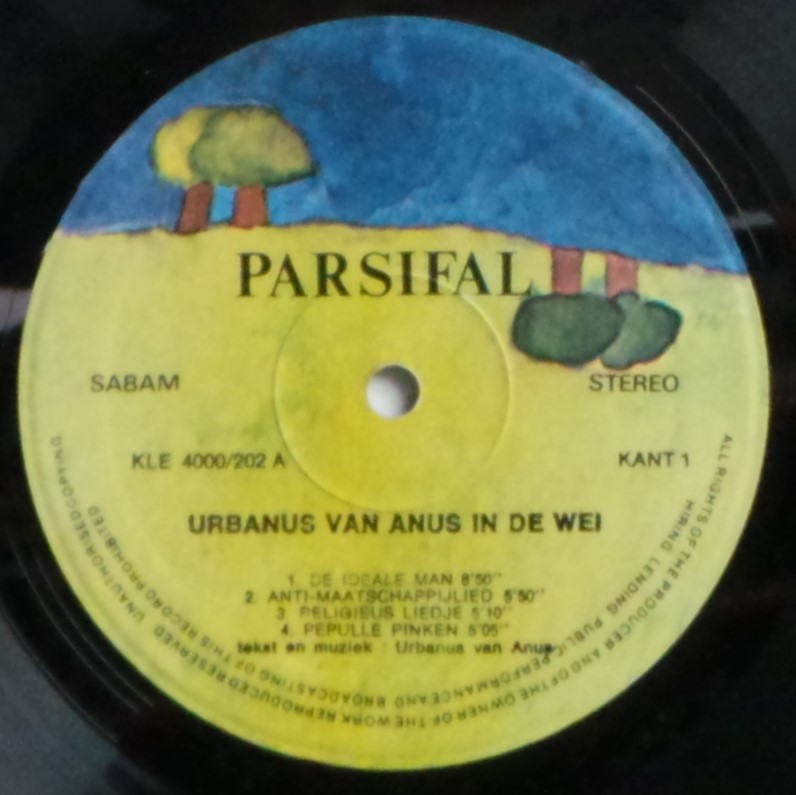 PARSIFAL
SABAM
STEREO
KLE 4000/202 A
KANT 1
URBANUS VAN ANUS IN DE WEI
1. DE IDEALE MAN 8'50''
2. ANTI-MAATSCHAPPIJLIED 5'50''
3 RELIGIEUS LIEDJE 5'10''
4. PEPULLE PINKEN 5'05''
tekst en muziek : Urbanus van Anus
ALL RIGHTS OF THE PRODUCER AND OF THE OWNER OF THE WORK REPRODUCED RESERVED UNAUTHORISED COPYING
HIRING LENDING PUBLIC PERFORMANCE AND BROADCASTING OF THIS RECORD PROHIBITED